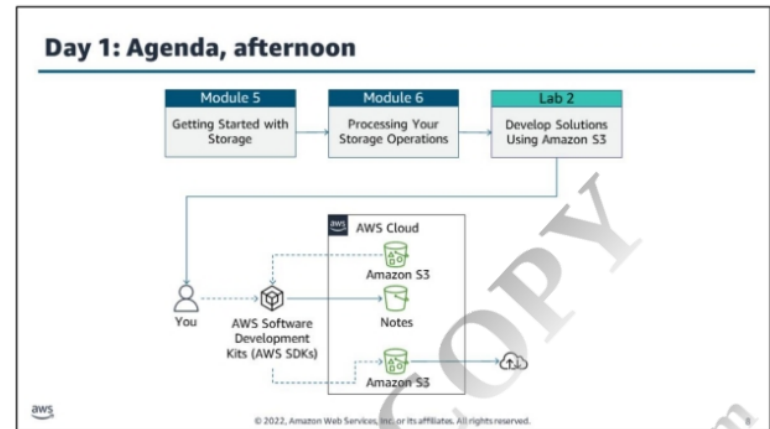 Day 1: Agenda, afternoon
Module 5
Getting Started with
Storage
Module 6
Processing Your
Storage Operations
Lab 2
Develop Solutions
Using Amazon S3
aws
AWS Cloud
Amazon S3
You
AWS Software
Development
Kits (AWS SDKs)
Notes
Amazon S3
COPY
aws
© 2022, Amazon Web Services, Inc. or its affiliates. All rights reserved.
8